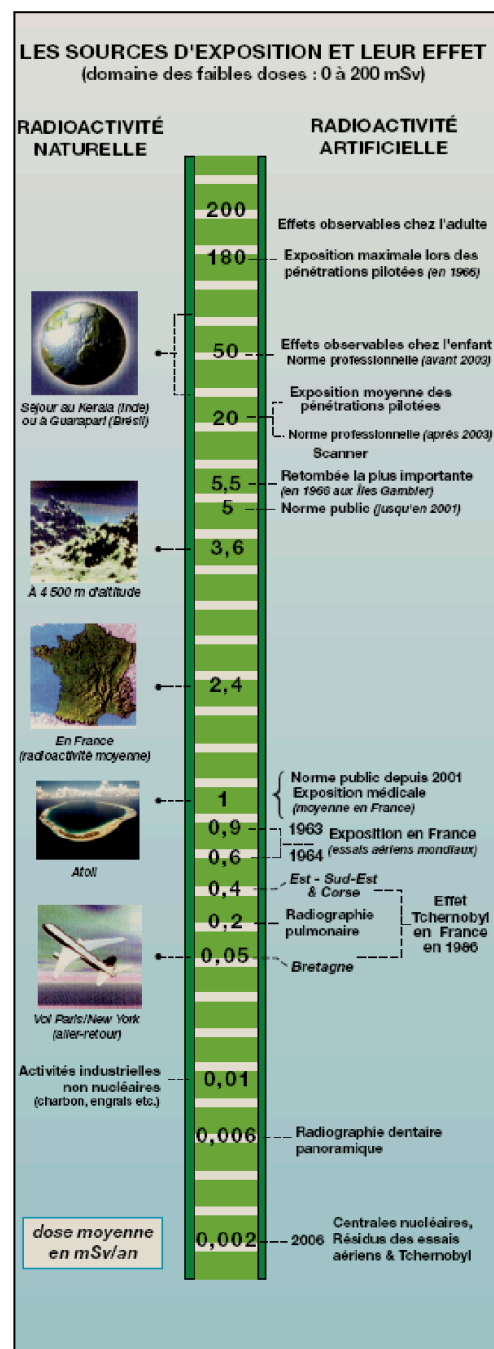 LES SOURCES D'EXPOSITION ET LEUR EFFET
(domaine des faibles doses : 0 à 200 mSv)
RADIOACTIVITÉ
NATURELLE
RADIOACTIVITÉ
ARTIFICIELLE
200
Effets observables chez l'adulte
180
Exposition maximale lors des
pénétrations pilotées (en 1966)
50
Effets observables chez l'enfant
Norme professionnelle (avant 2003)
Séjour au Kerala (Inde)
ou à Guarapari (Brésil)
20
Exposition moyenne des
pénétrations pilotées
Norme professionnelle (après 2003)
Scanner
5,5
Retombée la plus importante
(en 1966 aux Îles Gambier)
5
Norme public (jusqu'en 2001)
3,6
À 4 500 m d'altitude
2,4
En France
(radioactivité moyenne)
1
Norme public depuis 2001
Exposition médicale
(moyenne en France)
Atoll
0,9
1963
0,6
1964
Exposition en France
(essais aériens mondiaux)
0,4
Est - Sud-Est
& Corse
0,2
Radiographie
pulmonaire
0,05
Bretagne
Effet
Tchernobyl
en France
en 1986
Vol Paris/New York
(aller-retour)
Activités industrielles
non nucléaires
(charbon, engrais etc.)
0,01
0,006
Radiographie dentaire
panoramique
dose moyenne
en mSv/an
0,002
2006
Centrales nucléaires,
Résidus des essais
aériens & Tchernobyl